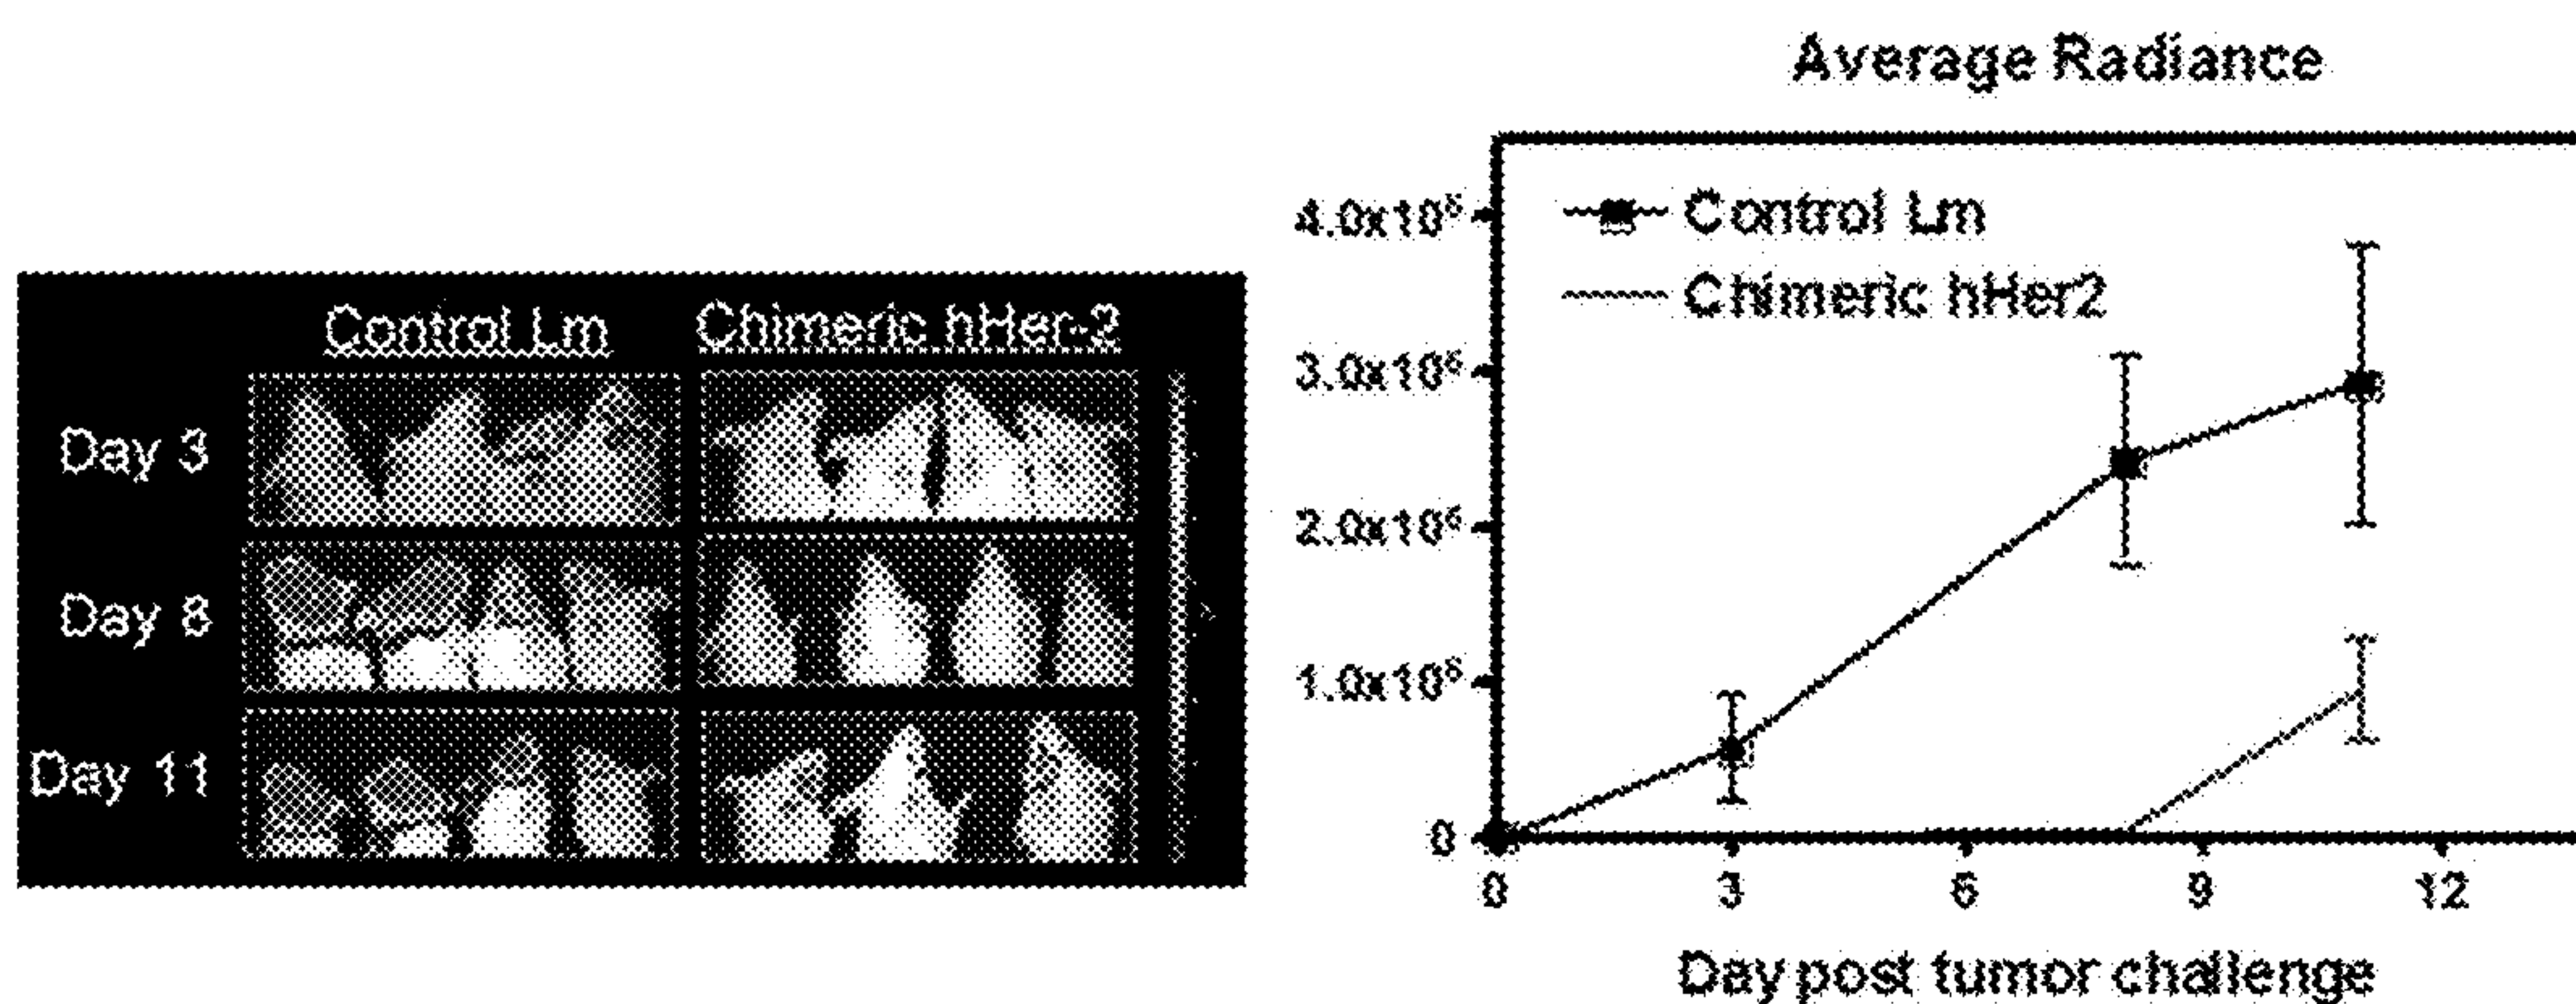 Control Lm
Chimeric hHer-2
Day 3
Day 8
Day 11
Average Radiance
4.0x10⁶
3.0x10⁶
2.0x10⁶
1.0x10⁶
0
Control Lm
Chimeric hHer2
0 3 6 9 12
Day post tumor challenge